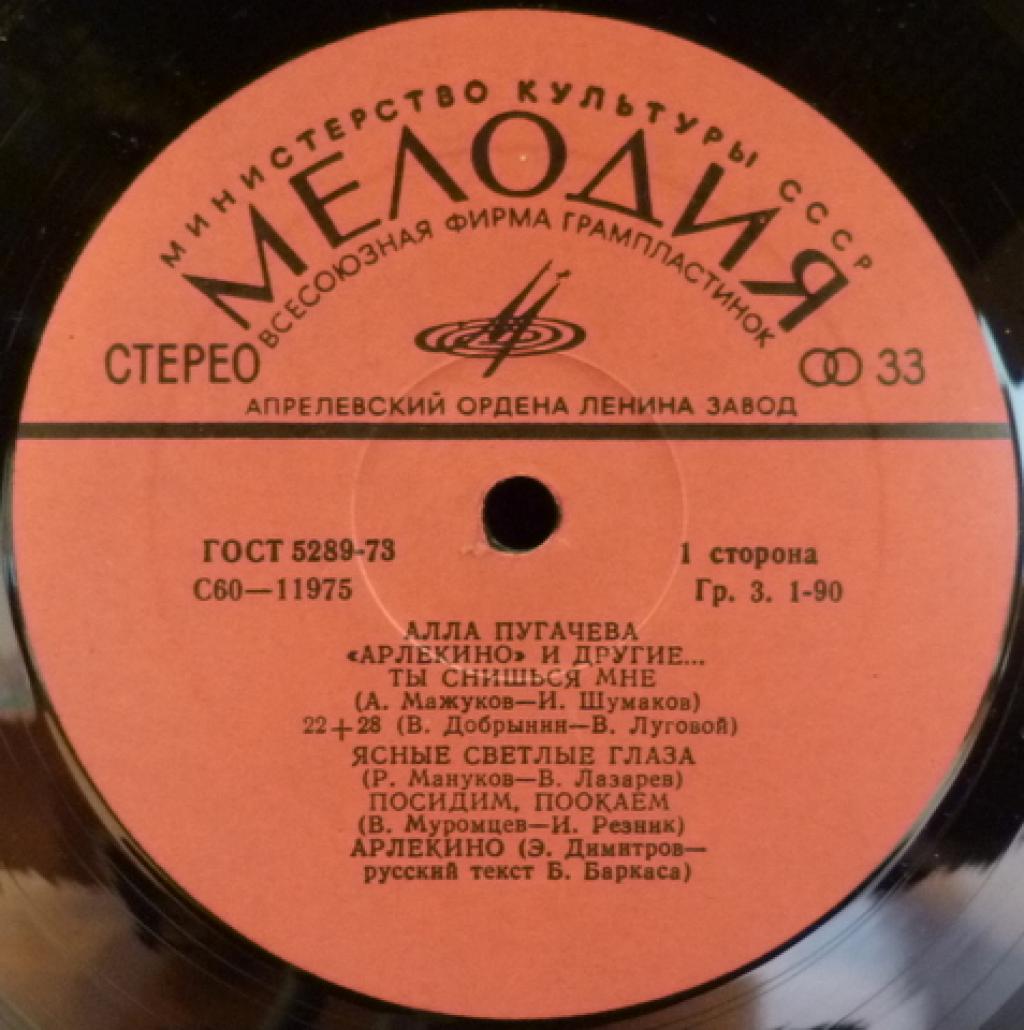 МИНИСТЕРСТВО КУЛЬТУРЫ СССР
МЕЛОДИЯ
ВСЕСОЮЗНАЯ ФИРМА ГРАМПЛАСТИНОК
СТЕРЕО
33
АПРЕЛЕВСКИЙ ОРДЕНА ЛЕНИНА ЗАВОД
ГОСТ 5289-73
1 сторона
С60—11975
Гр. 3. 1-90
АЛЛА ПУГАЧЕВА
«АРЛЕКИНО» И ДРУГИЕ...
ТЫ СНИШЬСЯ МНЕ
(А. Мажуков—И. Шумаков)
22+28 (В. Добрынин—В. Луговой)
ЯСНЫЕ СВЕТЛЫЕ ГЛАЗА
(Р. Мануков—В. Лазарев)
ПОСИДИМ, ПООКАЕМ
(В. Муромцев—И. Резник)
АРЛЕКИНО (Э. Димитров—
русский текст Б. Баркаса)